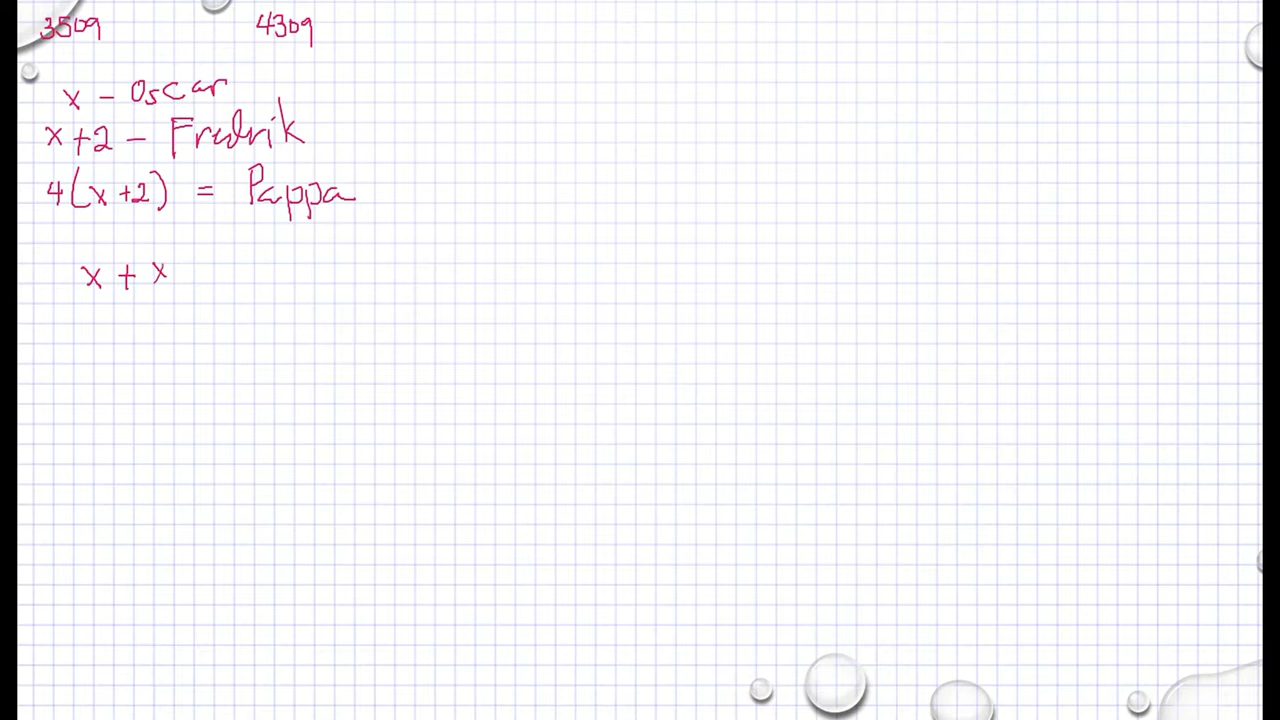 3509 4309
x - Oscar
x+2 - Fredrik
4(x+2) = Pappa
x + x